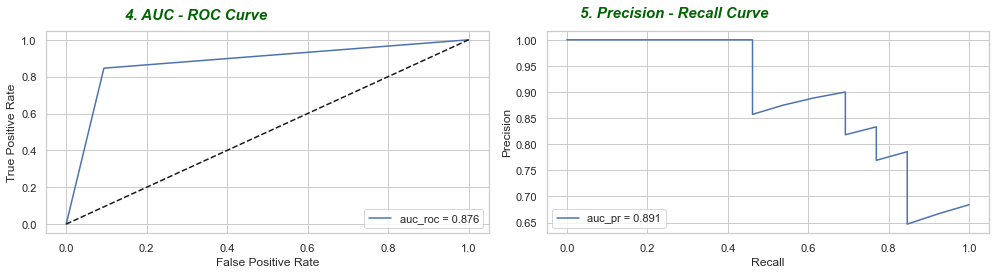 4. AUC - ROC Curve
1.0
0.8
0.6
0.4
0.2
0.0
True Positive Rate
0.0 0.2 0.4 0.6 0.8 1.0
False Positive Rate
auc_roc = 0.876
5. Precision - Recall Curve
1.00
0.95
0.90
0.85
0.80
0.75
0.70
0.65
Precision
0.0 0.2 0.4 0.6 0.8 1.0
Recall
auc_pr = 0.891